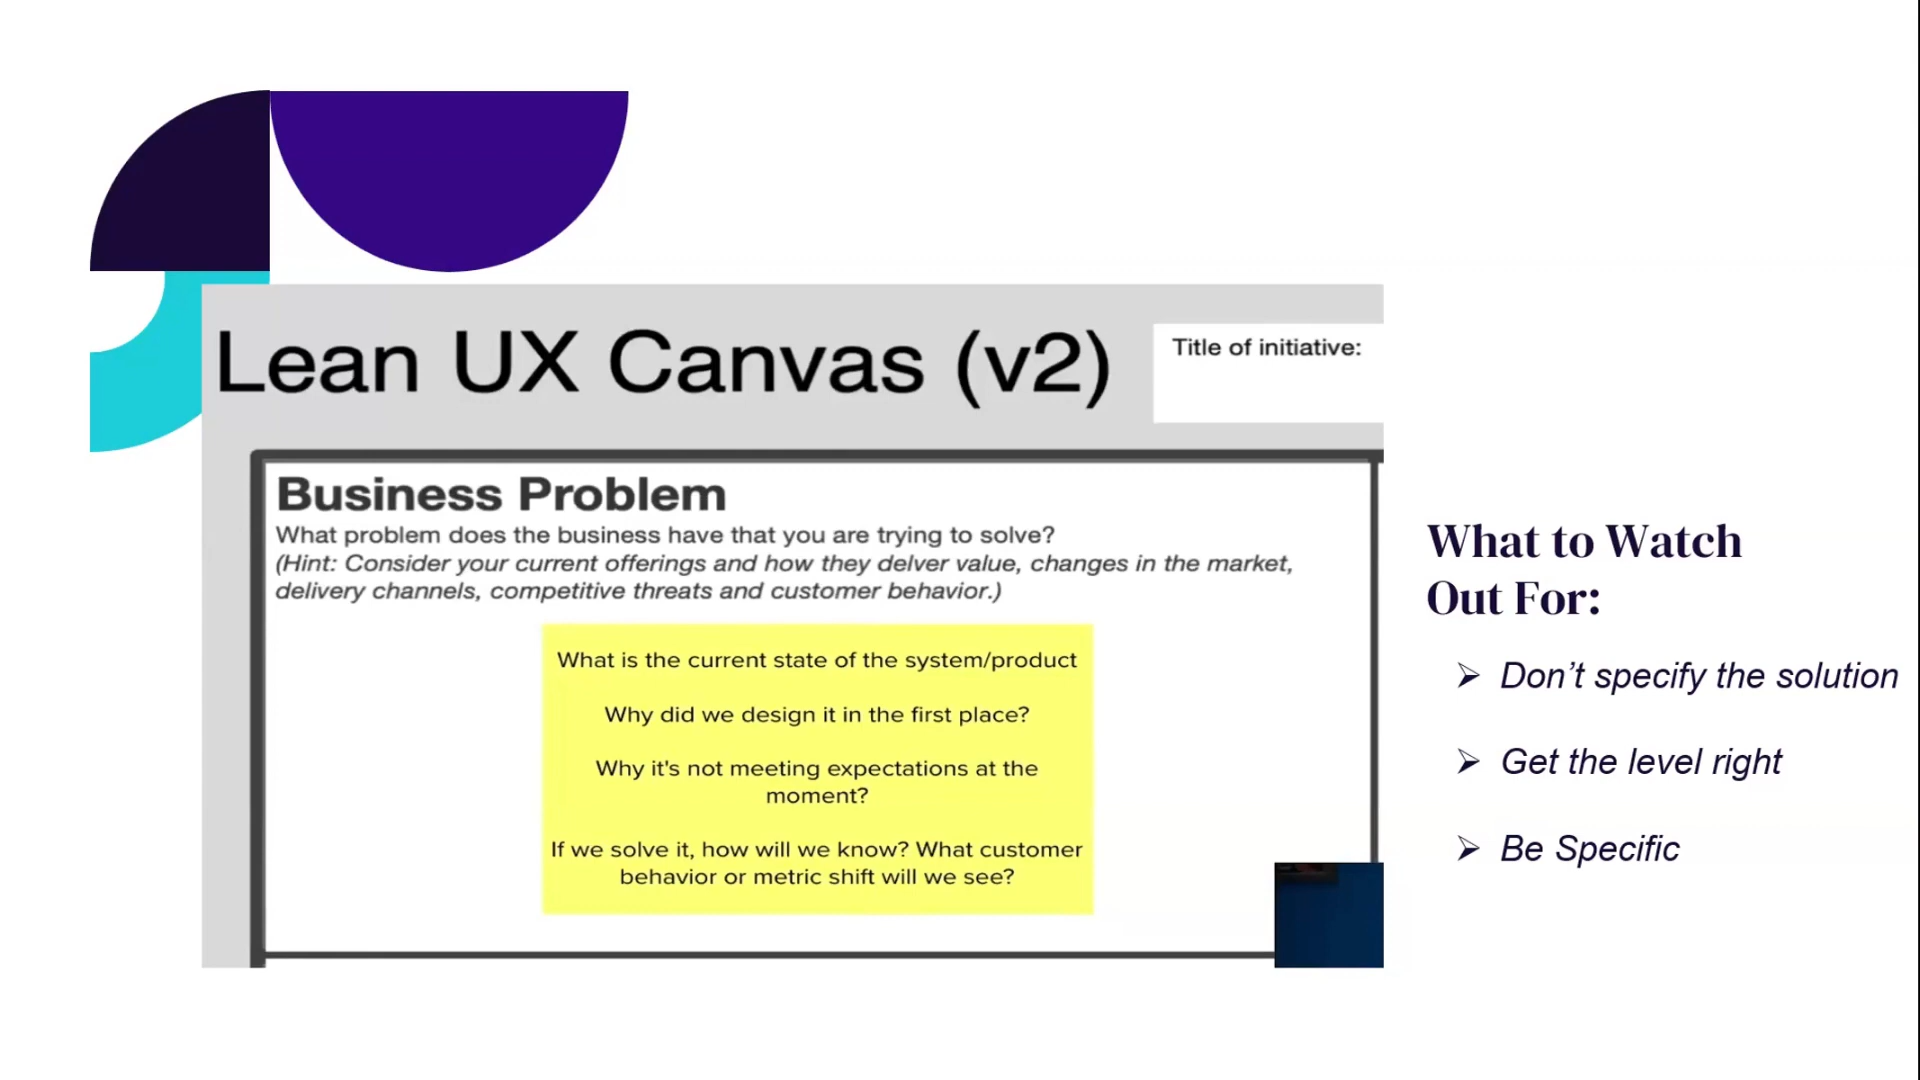 Lean UX Canvas (v2)
Title of initiative:
Business Problem
What problem does the business have that you are trying to solve?
(Hint: Consider your current offerings and how they delver value, changes in the market,
delivery channels, competitive threats and customer behavior.)
What is the current state of the system/product
Why did we design it in the first place?
Why it's not meeting expectations at the
moment?
If we solve it, how will we know? What customer
behavior or metric shift will we see?
What to Watch
Out For:
➢ Don’t specify the solution
➢ Get the level right
➢ Be Specific